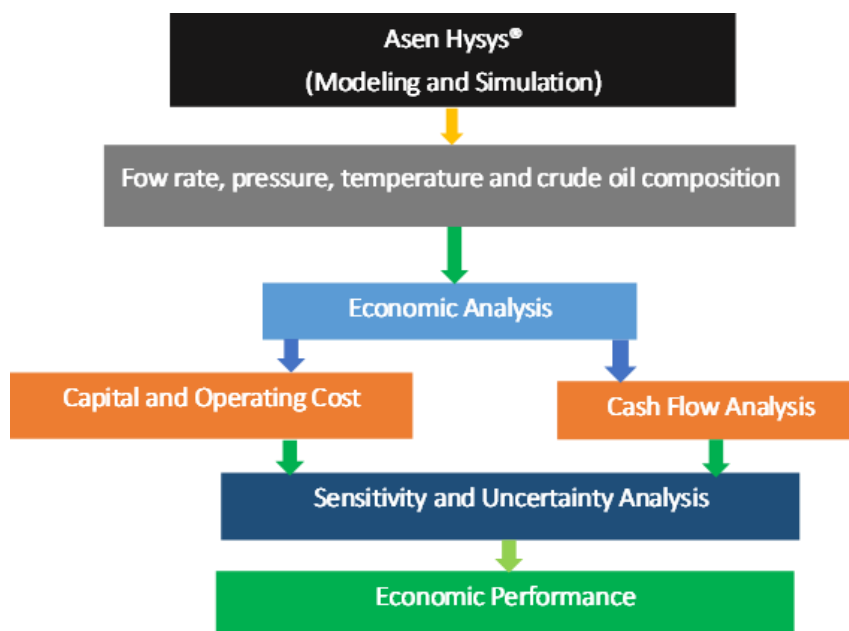 Asen Hysys®
(Modeling and Simulation)
Fow rate, pressure, temperature and crude oil composition
Economic Analysis
Capital and Operating Cost
Cash Flow Analysis
Sensitivity and Uncertainty Analysis
Economic Performance